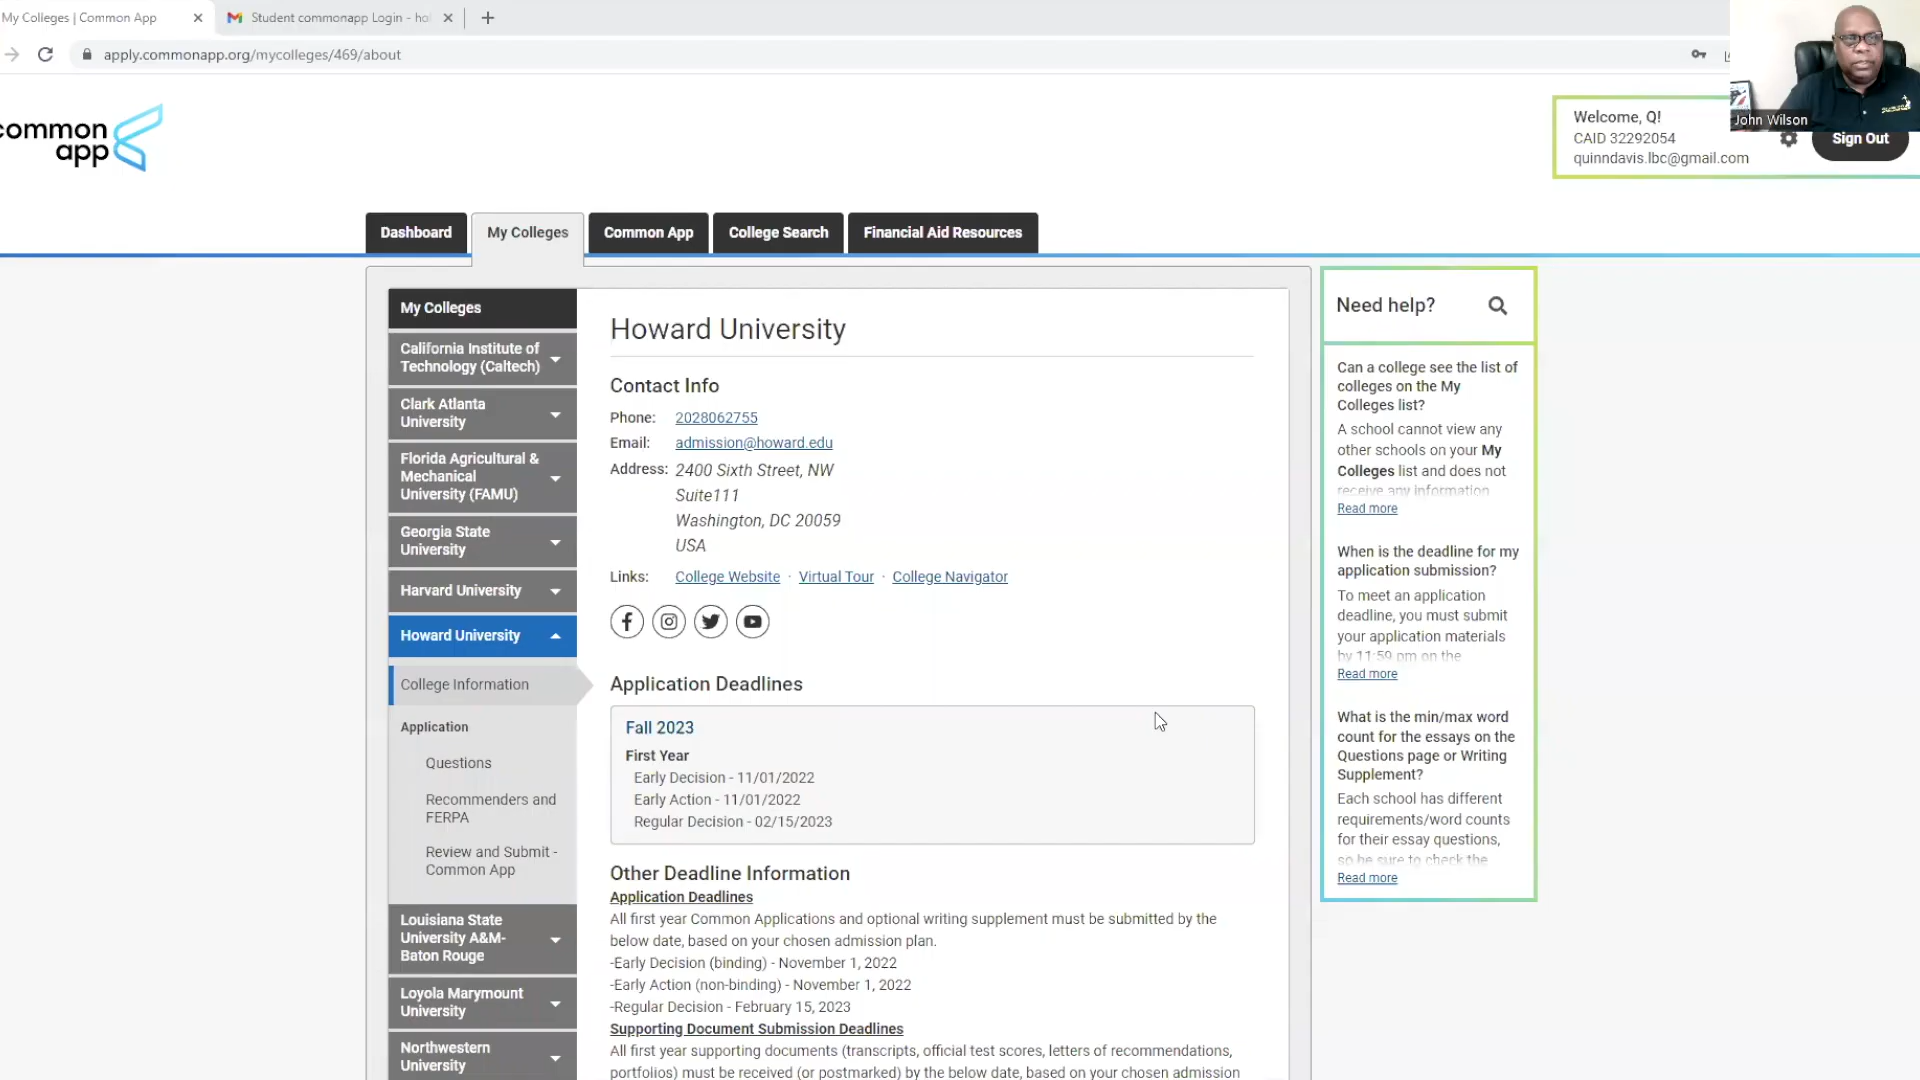 My Colleges | Common App
Student commonapp Login - ho
apply.commonapp.org/mycolleges/469/about
common
app
Welcome, Q!
CAID 32292054
quinndavis.lbc@gmail.com
John Wilson
Sign Out
Dashboard
My Colleges
Common App
College Search
Financial Aid Resources
My Colleges
California Institute of
Technology (Caltech)
Clark Atlanta
University
Florida Agricultural &
Mechanical
University (FAMU)
Georgia State
University
Harvard University
Howard University
College Information
Application
Questions
Recommenders and
FERPA
Review and Submit -
Common App
Louisiana State
University A&M-
Baton Rouge
Loyola Marymount
University
Northwestern
University
Howard University
Contact Info
Phone: 2028062755
Email: admission@howard.edu
Address: 2400 Sixth Street, NW
Suite111
Washington, DC 20059
USA
Links: College Website · Virtual Tour · College Navigator
Application Deadlines
Fall 2023
First Year
Early Decision - 11/01/2022
Early Action - 11/01/2022
Regular Decision - 02/15/2023
Other Deadline Information
Application Deadlines
All first year Common Applications and optional writing supplement must be submitted by the
below date, based on your chosen admission plan.
-Early Decision (binding) - November 1, 2022
-Early Action (non-binding) - November 1, 2022
-Regular Decision - February 15, 2023
Supporting Document Submission Deadlines
All first year supporting documents (transcripts, official test scores, letters of recommendations,
portfolios) must be received (or postmarked) by the below date, based on your chosen admission
Need help?
Can a college see the list of
colleges on the My
Colleges list?
A school cannot view any
other schools on your My
Colleges list and does not
receive any information
Read more
When is the deadline for my
application submission?
To meet an application
deadline, you must submit
your application materials
by 11:59 pm on the
Read more
What is the min/max word
count for the essays on the
Questions page or Writing
Supplement?
Each school has different
requirements/word counts
for their essay questions,
so be sure to check the
Read more